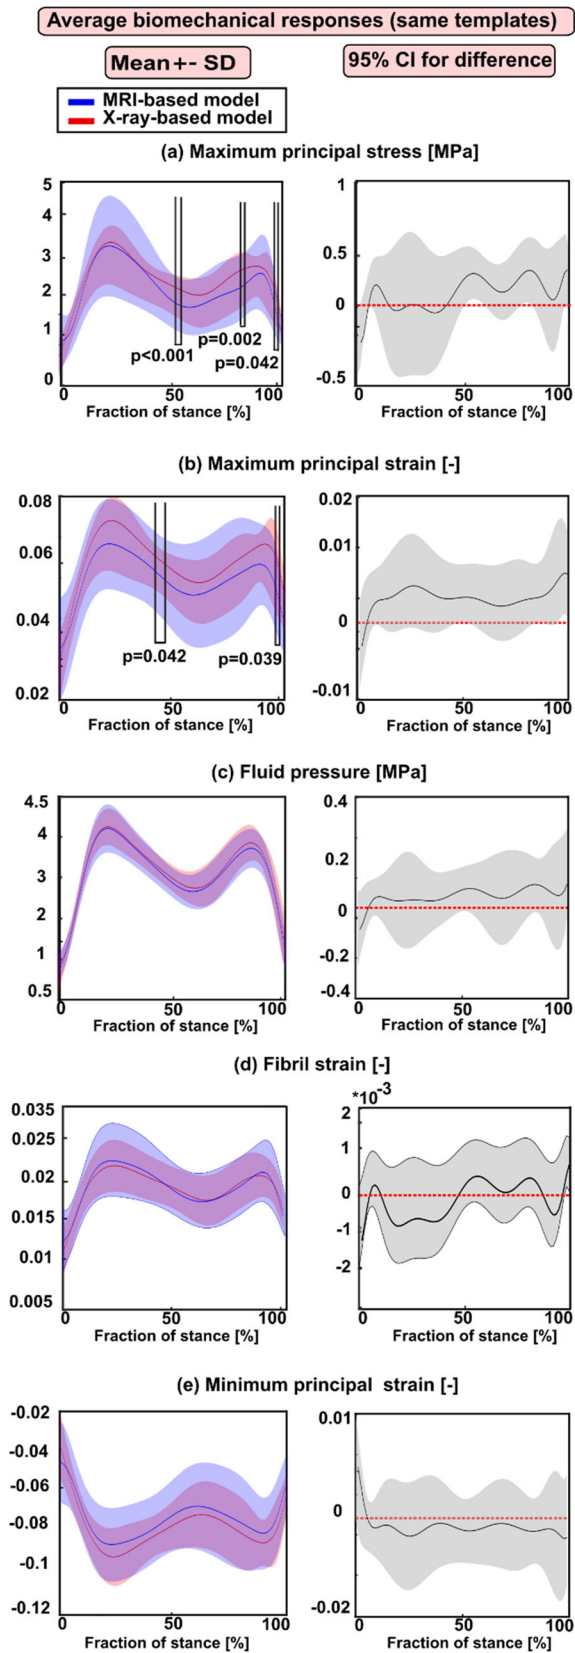 Average biomechanical responses (same templates)
Mean+- SD
95% CI for difference
MRI-based model
X-ray-based model
(a) Maximum principal stress [MPa]
5
4
3
2
1
0
p<0.001
p=0.002
p=0.042
0 50 100
Fraction of stance [%]
1
0.5
0
-0.5
0 50 100
Fraction of stance [%]
(b) Maximum principal strain [-]
0.08
0.06
0.04
0.02
p=0.042
p=0.039
0 50 100
Fraction of stance [%]
0.02
0.01
0
-0.01
0 50 100
Fraction of stance [%]
(c) Fluid pressure [MPa]
4.5
4
3
2
1
0.5
0 50 100
Fraction of stance [%]
0.4
0.2
0
-0.2
-0.4
0 50 100
Fraction of stance [%]
(d) Fibril strain [-]
0.035
0.025
0.02
0.015
0.01
0.005
0 50 100
Fraction of stance [%]
*10-3
2
1
0
-1
-2
0 50 100
Fraction of stance [%]
(e) Minimum principal strain [-]
-0.02
-0.04
-0.06
-0.08
-0.1
-0.12
0 50 100
Fraction of stance [%]
0.01
0
-0.02
0 50 100
Fraction of stance [%]